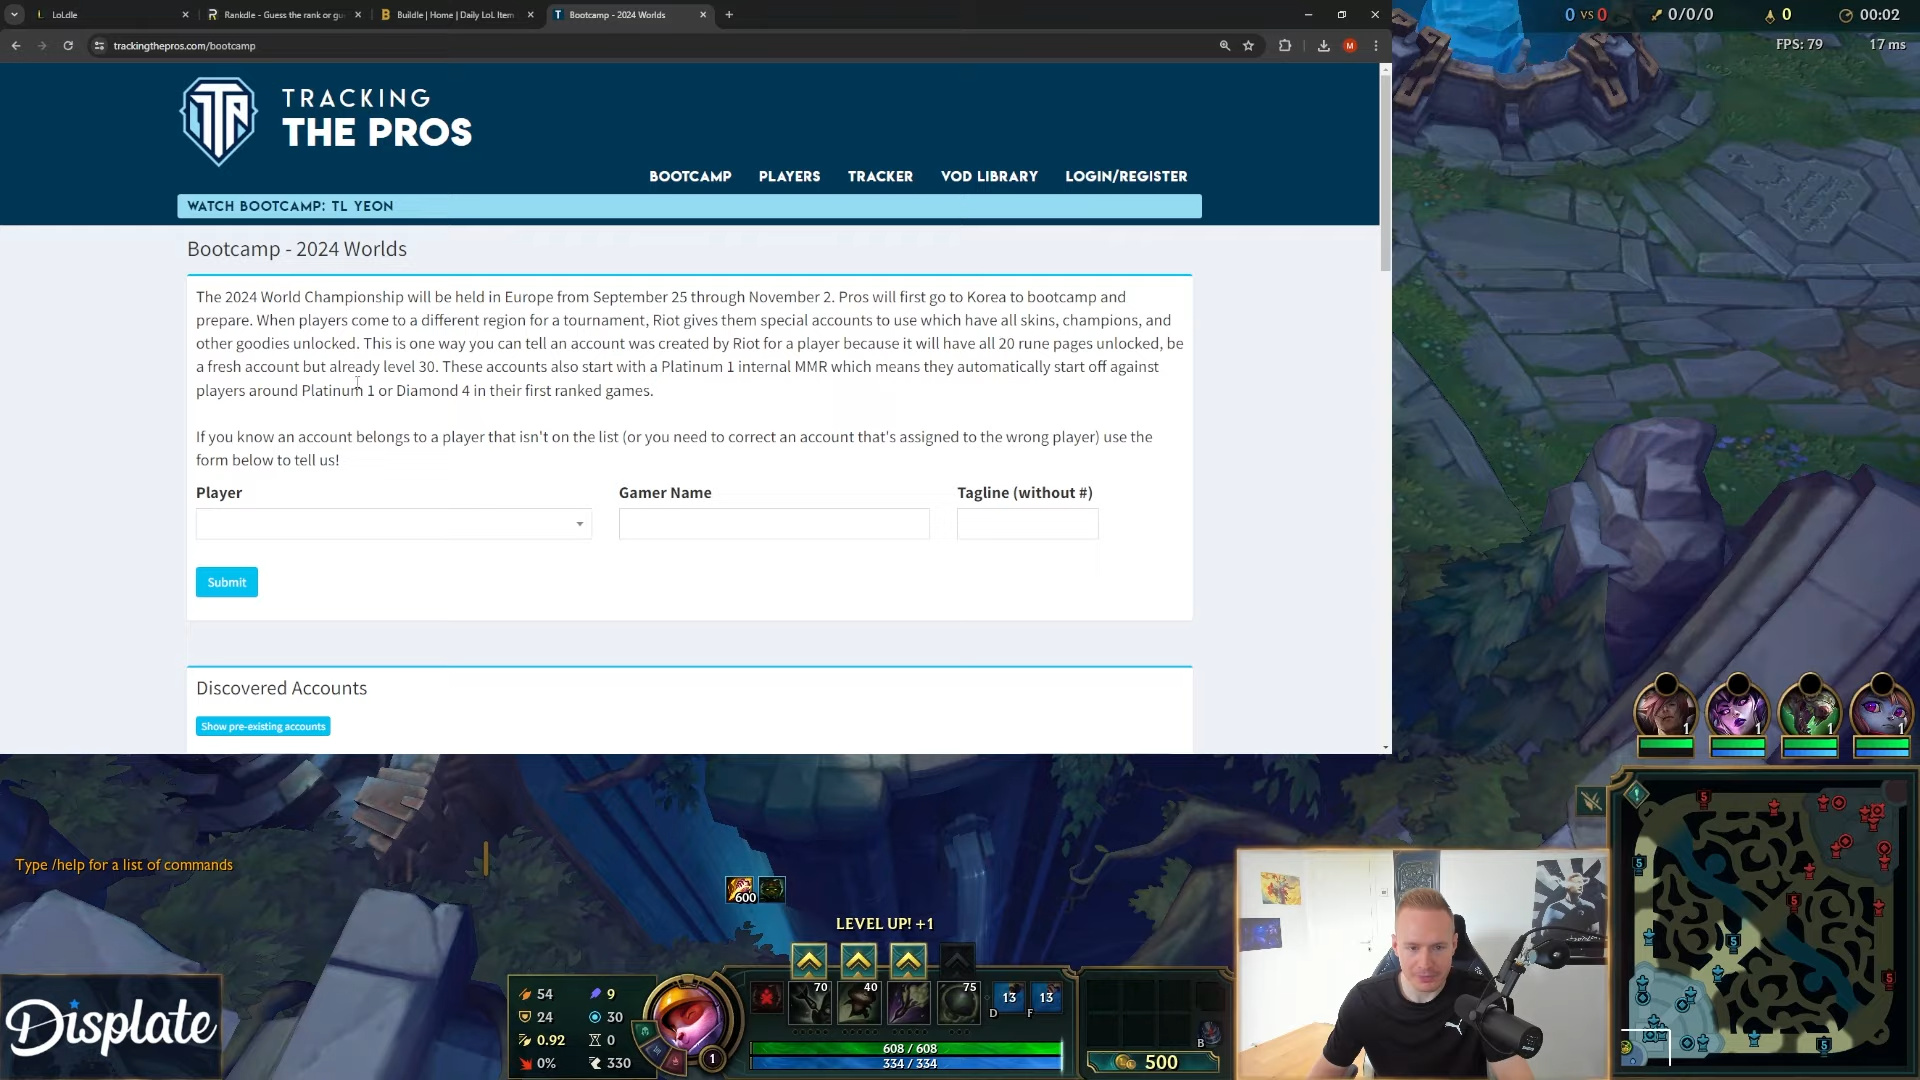 LoLdle
Rankdle - Guess the rank or gu
Buildle | Home | Daily LoL Item
Bootcamp - 2024 Worlds
trackingthepros.com/bootcamp
M
0 VS 0
0/0/0
0
00:02
FPS: 79
17 ms
TRACKING
THE PROS
BOOTCAMP
PLAYERS
TRACKER
VOD LIBRARY
LOGIN/REGISTER
WATCH BOOTCAMP: TL YEON
Bootcamp - 2024 Worlds
The 2024 World Championship will be held in Europe from September 25 through November 2. Pros will first go to Korea to bootcamp and
prepare. When players come to a different region for a tournament, Riot gives them special accounts to use which have all skins, champions, and
other goodies unlocked. This is one way you can tell an account was created by Riot for a player because it will have all 20 rune pages unlocked, be
a fresh account but already level 30. These accounts also start with a Platinum 1 internal MMR which means they automatically start off against
players around Platinum 1 or Diamond 4 in their first ranked games.
If you know an account belongs to a player that isn't on the list (or you need to correct an account that's assigned to the wrong player) use the
form below to tell us!
Player
Gamer Name
Tagline (without #)
Submit
Discovered Accounts
Show pre-existing accounts
1
1
1
1
Type /help for a list of commands
600
LEVEL UP! +1
54
9
24
30
0.92
0
0%
330
1
70
40
75
13
13
D
F
608 / 608
334 / 334
B
500
5
5
5
5
5
5
Displate